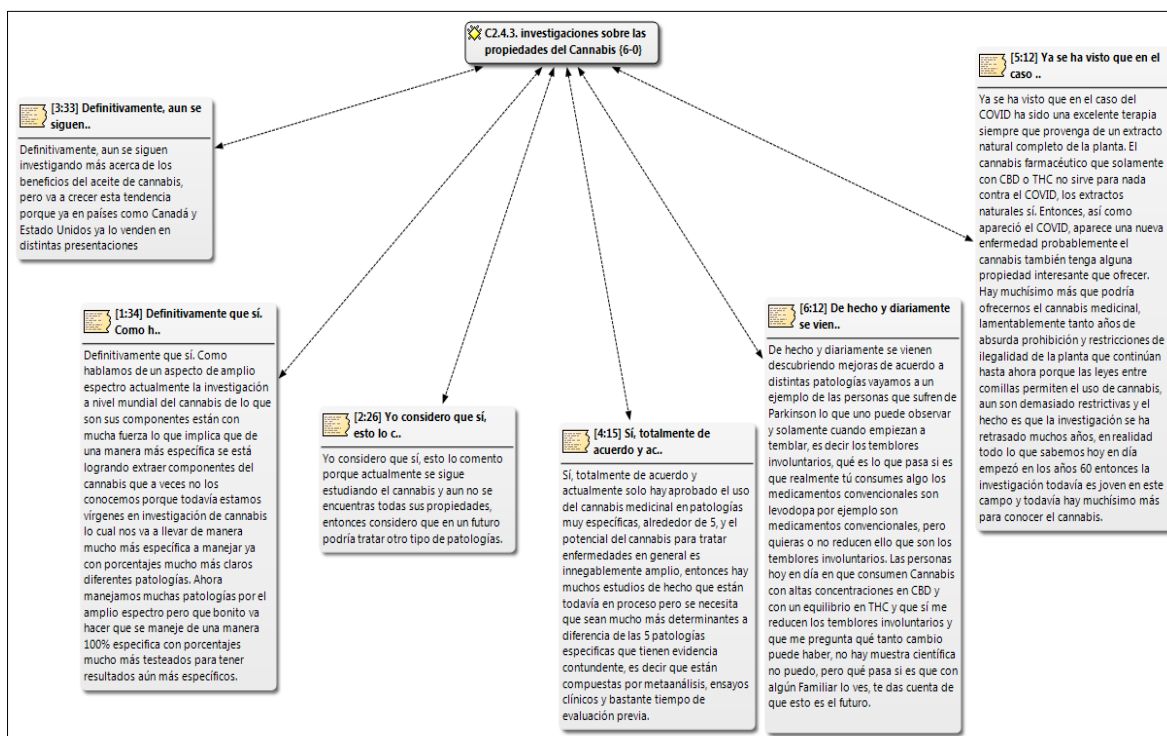 C2.4.3. investigaciones sobre las
propiedades del Cannabis {6-0}
[3:33] Definitivamente, aun se
siguen..
Definitivamente, aun se siguen
investigando más acerca de los
beneficios del aceite de cannabis,
pero va a crecer esta tendencia
porque ya en países como Canadá y
Estado Unidos ya lo venden en
distintas presentaciones
[1:34] Definitivamente que sí.
Como h..
Definitivamente que sí. Como
hablamos de un aspecto de amplio
espectro actualmente la investigación
a nivel mundial del cannabis de lo que
son sus componentes están con
mucha fuerza lo que implica que de
una manera más específica se está
logrando extraer componentes del
cannabis que a veces no los
conocemos porque todavía estamos
vírgenes en investigación de cannabis
lo cual nos va a llevar de manera
mucho más específica a manejar ya
con porcentajes mucho más claros
diferentes patologías. Ahora
manejamos muchas patologías por el
amplio espectro pero que bonito va
hacer que se maneje de una manera
100% especifica con porcentajes
mucho más testeados para tener
resultados aún más específicos.
[2:26] Yo considero que sí,
esto lo c..
Yo considero que sí, esto lo comento
porque actualmente se sigue
estudiando el cannabis y aun no se
encuentras todas sus propiedades,
entonces considero que en un futuro
podría tratar otro tipo de patologías.
[4:15] Sí, totalmente de
acuerdo y ac..
Sí, totalmente de acuerdo y
actualmente solo hay aprobado el uso
del cannabis medicinal en patologías
muy específicas, alrededor de 5, y el
potencial del cannabis para tratar
enfermedades en general es
innegablemente amplio, entonces hay
muchos estudios de hecho que están
todavía en proceso pero se necesita
que sean mucho más determinantes a
diferencia de las 5 patologías
especificas que tienen evidencia
contundente, es decir que están
compuestas por metaanálisis, ensayos
clínicos y bastante tiempo de
evaluación previa.
[6:12] De hecho y diariamente
se vien..
De hecho y diariamente se vienen
descubriendo mejoras de acuerdo a
distintas patologías vayamos a un
ejemplo de las personas que sufren de
Parkinson lo que uno puede observar
y solamente cuando empiezan a
temblar, es decir los temblores
involuntarios, qué es lo que pasa si es
que realmente tú consumes algo los
medicamentos convencionales son
levodopa por ejemplo son
medicamentos convencionales, pero
quieras o no reducen ello que son los
temblores involuntarios. Las personas
hoy en día en que consumen Cannabis
con altas concentraciones en CBD y
con un equilibrio en THC y que sí me
reducen los temblores involuntarios y
que me pregunta qué tanto cambio
puede haber, no hay muestra científica
no puedo, pero qué pasa si es que con
algún Familiar lo ves, te das cuenta de
que esto es el futuro.
[5:12] Ya se ha visto que en el
caso ..
Ya se ha visto que en el caso del
COVID ha sido una excelente terapia
siempre que provenga de un extracto
natural completo de la planta. El
cannabis farmacéutico que solamente
con CBD o THC no sirve para nada
contra el COVID, los extractos
naturales sí. Entonces, así como
apareció el COVID, aparece una nueva
enfermedad probablemente el
cannabis también tenga alguna
propiedad interesante que ofrecer.
Hay muchísimo más que podría
ofrecernos el cannabis medicinal,
lamentablemente tanto años de
absurda prohibición y restricciones de
ilegalidad de la planta que continúan
hasta ahora porque las leyes entre
comillas permiten el uso de cannabis,
aun son demasiado restrictivas y el
hecho es que la investigación se ha
retrasado muchos años, en realidad
todo lo que sabemos hoy en día
empezó en los años 60 entonces la
investigación todavía es joven en este
campo y todavía hay muchísimo más
para conocer el cannabis.